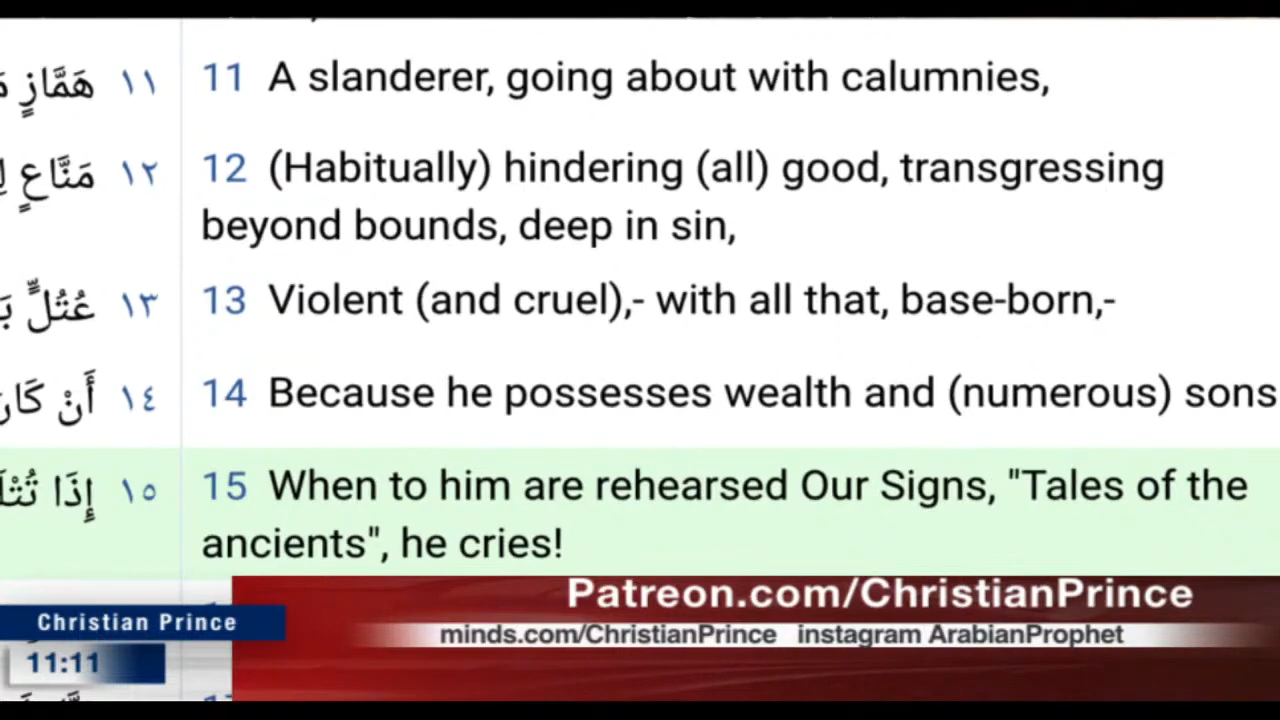 هَمَّازٍ ١١ 11 A slanderer, going about with calumnies,
مَنَّاعٍ ١٢ 12 (Habitually) hindering (all) good, transgressing
beyond bounds, deep in sin,
عُتُلٍّ ١٣ 13 Violent (and cruel),- with all that, base-born,-
أَنْ ١٤ 14 Because he possesses wealth and (numerous) sons
إِذَا ١٥ 15 When to him are rehearsed Our Signs, "Tales of the
ancients", he cries!
Patreon.com/ChristianPrince
Christian Prince
minds.com/ChristianPrince instagram ArabianProphet
11:11